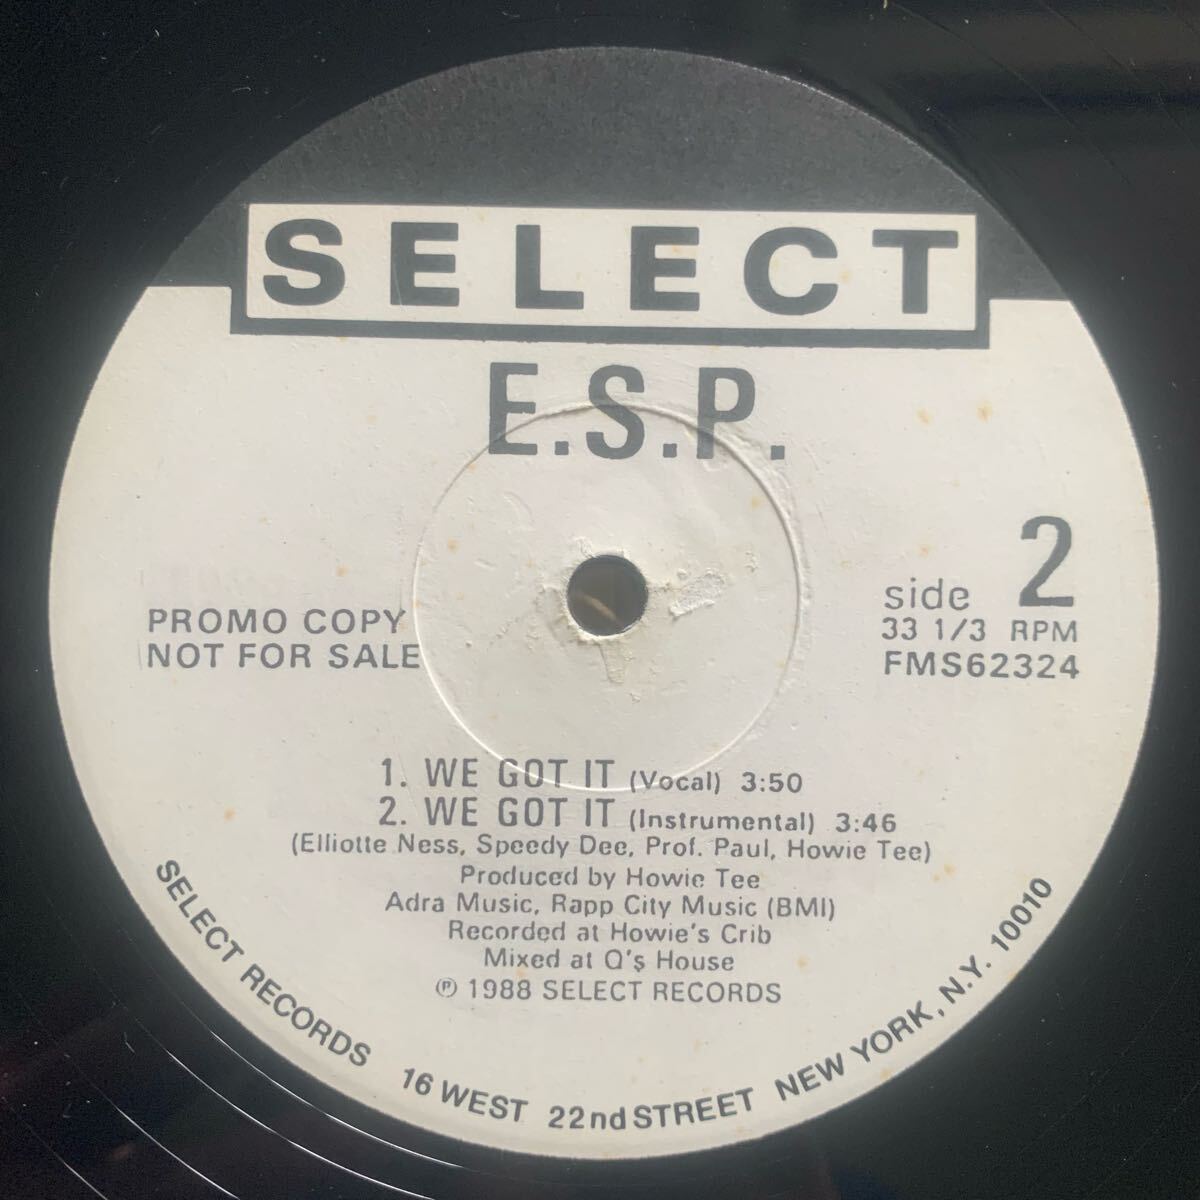 SELECT
E.S.P.
PROMO COPY
NOT FOR SALE
side 2
33 1/3 RPM
FMS62324
1. WE GOT IT (Vocal) 3:50
2. WE GOT IT (Instrumental) 3:46
(Elliotte Ness, Speedy Dee, Prof. Paul, Howie Tee)
Produced by Howie Tee
Adra Music, Rapp City Music (BMI)
Recorded at Howie's Crib
Mixed at Q's House
℗ 1988 SELECT RECORDS
SELECT RECORDS 16 WEST 22nd STREET NEW YORK, N.Y. 10010